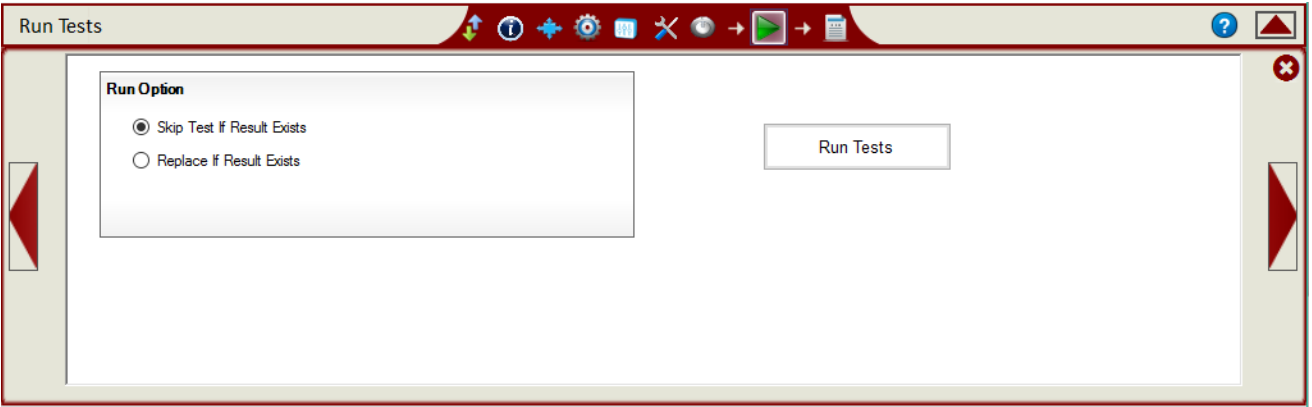 Run Tests
Run Option
Skip Test If Result Exists
Replace If Result Exists
Run Tests